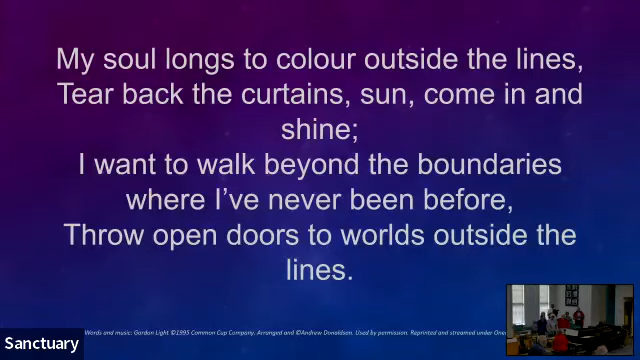 My soul longs to colour outside the lines,
Tear back the curtains, sun, come in and
shine;
I want to walk beyond the boundaries
where I’ve never been before,
Throw open doors to worlds outside the
lines.
Words and music: Gordon Light ©1995 Common Cup Company. Arranged and ©Andrew Donaldson. Used by permission. Reprinted and streamed under One
Sanctuary